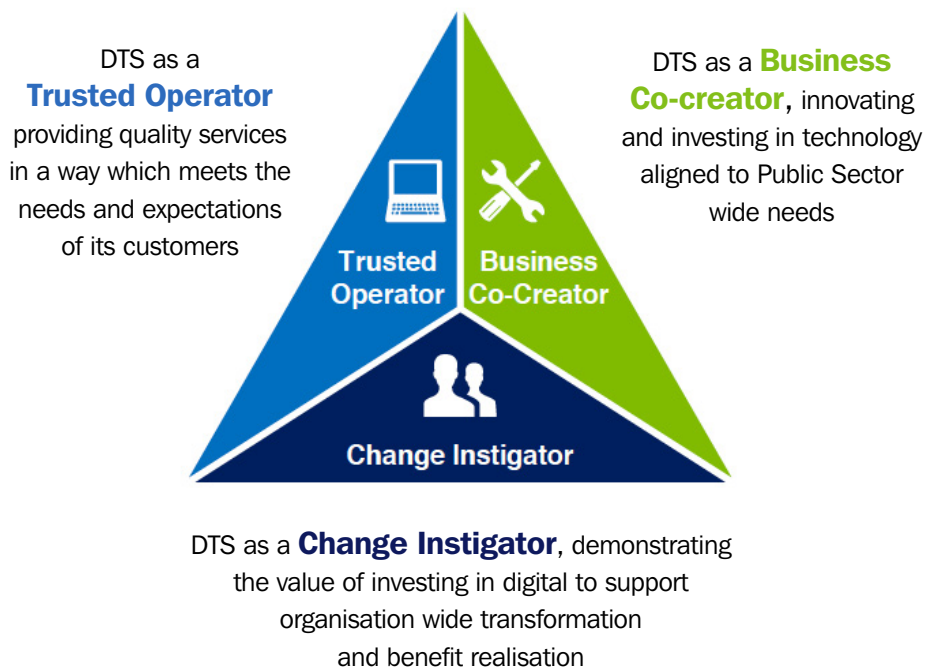 DTS as a
Trusted Operator
providing quality services
in a way which meets the
needs and expectations
of its customers
DTS as a Business
Co-creator, innovating
and investing in technology
aligned to Public Sector
wide needs
Trusted
Operator
Business
Co-Creator
Change Instigator
DTS as a Change Instigator, demonstrating
the value of investing in digital to support
organisation wide transformation
and benefit realisation